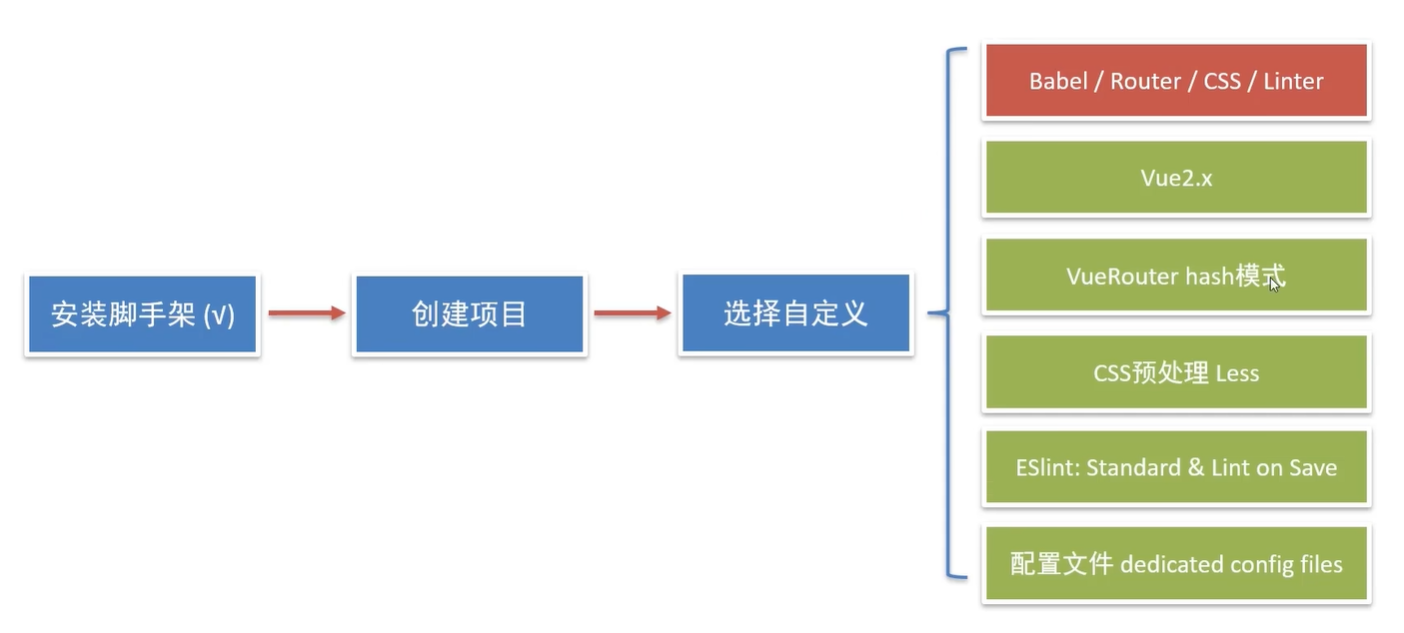 安装脚手架 (√)
创建项目
选择自定义
Babel / Router / CSS / Linter
Vue2.x
VueRouter hash模式
CSS预处理 Less
ESlint: Standard & Lint on Save
配置文件 dedicated config files